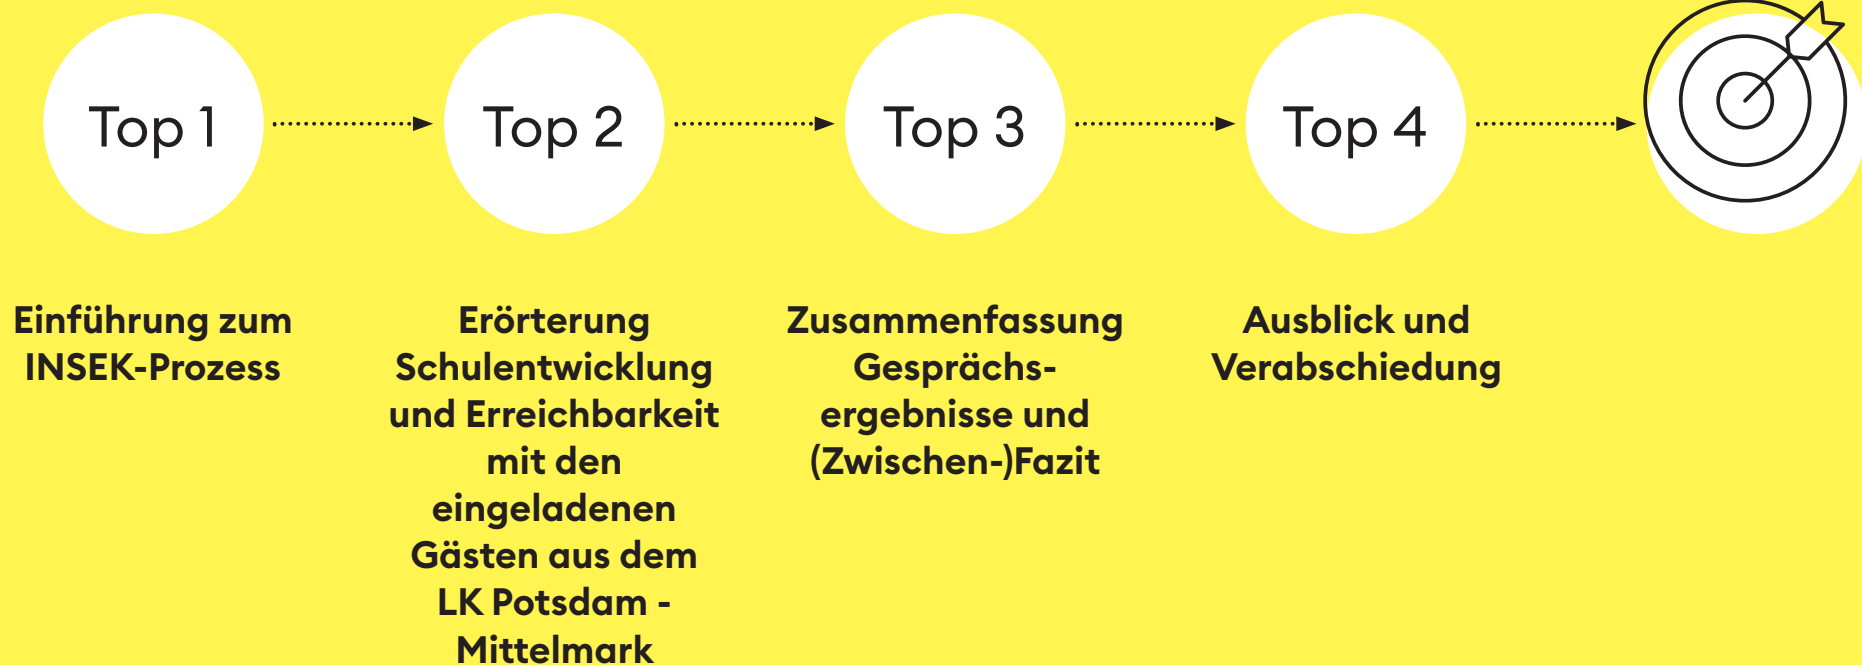 Top 1
Top 2
Top 3
Top 4
Einführung zum
INSEK-Prozess
Erörterung
Schulentwicklung
und Erreichbarkeit
mit den
eingeladenen
Gästen aus dem
LK Potsdam -
Mittelmark
Zusammenfassung
Gesprächs-
ergebnisse und
(Zwischen-)Fazit
Ausblick und
Verabschiedung